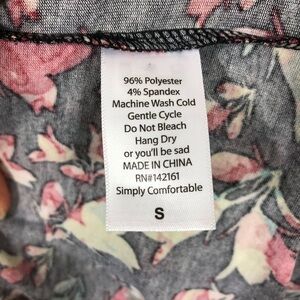 96% Polyester
4% Spandex
Machine Wash Cold
Gentle Cycle
Do Not Bleach
Hang Dry
or you'll be sad
MADE IN CHINA
RN#142161
Simply Comfortable
S